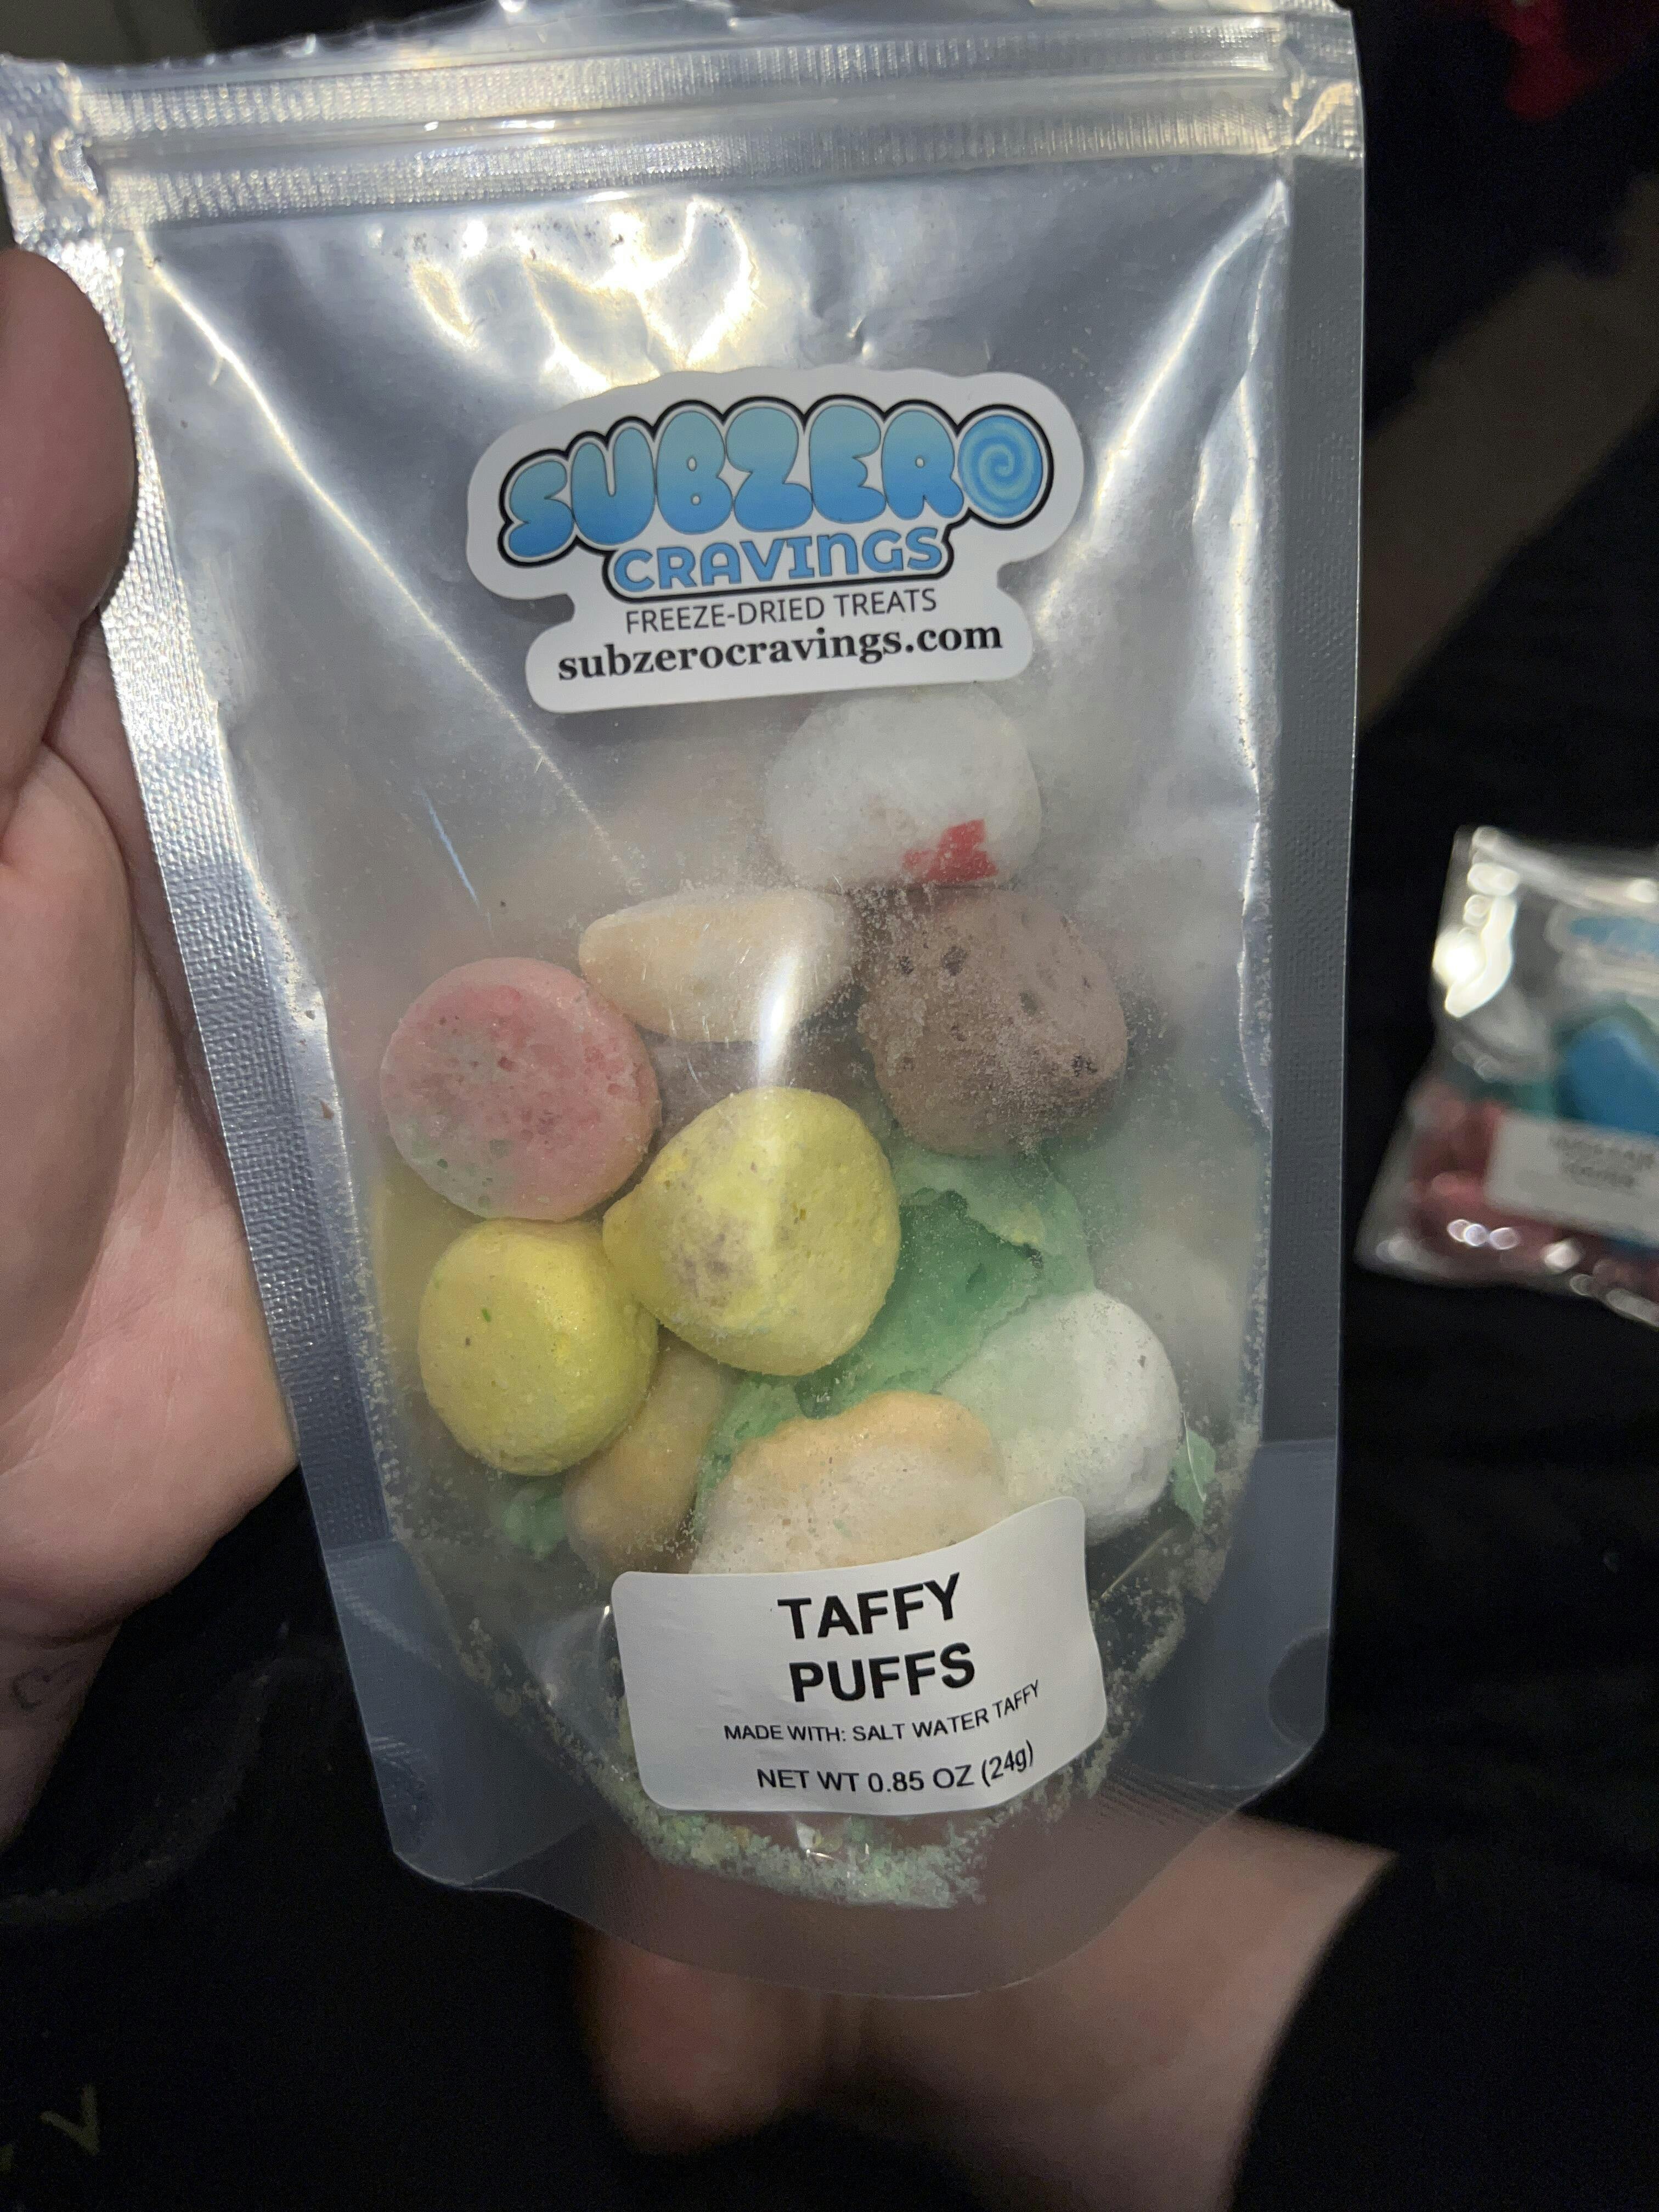 SUBZERO
CRAVINGS
FREEZE-DRIED TREATS
subzerocravings.com
TAFFY
PUFFS
MADE WITH: SALT WATER TAFFY
NET WT 0.85 OZ (24g)